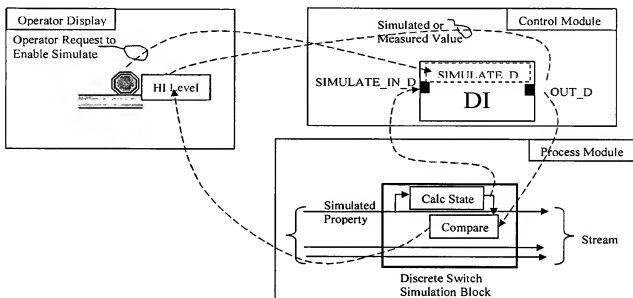 Operator Display
Operator Request to
Enable Simulate
HI Level
Simulated or
Measured Value
Control Module
SIMULATE_D
SIMULATE_IN_D
DI
OUT_D
Process Module
Simulated
Property
Calc State
Compare
Stream
Discrete Switch
Simulation Block